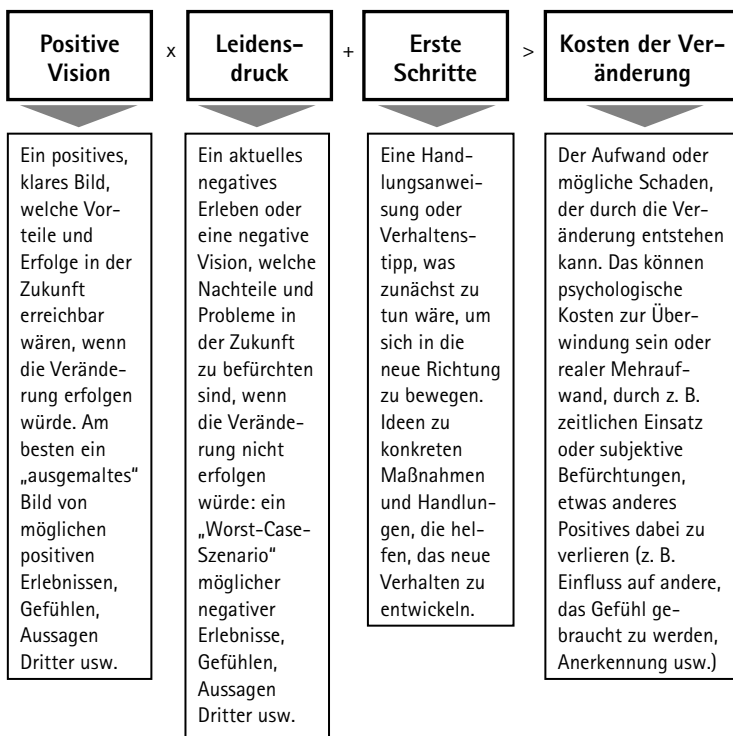 Positive
Vision
x
Leidens-
druck
+
Erste
Schritte
>
Kosten der Ver-
änderung
Ein positives,
klares Bild,
welche Vor-
teile und
Erfolge in der
Zukunft
erreichbar
wären, wenn
die Verände-
rung erfolgen
würde. Am
besten ein
„ausgemaltes"
Bild von
möglichen
positiven
Erlebnissen,
Gefühlen,
Aussagen
Dritter usw.
Ein aktuelles
negatives
Erleben oder
eine negative
Vision, welche
Nachteile und
Probleme in
der Zukunft
zu befürchten
sind, wenn
die Verände-
rung nicht
erfolgen
würde: ein
„Worst-Case-
Szenario"
möglicher
negativer
Erlebnisse,
Gefühlen,
Aussagen
Dritter usw.
Eine Hand-
lungsanwei-
sung oder
Verhaltens-
tipp, was
zunächst zu
tun wäre, um
sich in die
neue Richtung
zu bewegen.
Ideen zu
konkreten
Maßnahmen
und Handlun-
gen, die hel-
fen, das neue
Verhalten zu
entwickeln.
Der Aufwand oder
mögliche Schaden,
der durch die Ver-
änderung entstehen
kann. Das können
psychologische
Kosten zur Über-
windung sein oder
realer Mehrauf-
wand, durch z. B.
zeitlichen Einsatz
oder subjektive
Befürchtungen,
etwas anderes
Positives dabei zu
verlieren (z. B.
Einfluss auf andere,
das Gefühl ge-
braucht zu werden,
Anerkennung usw.)